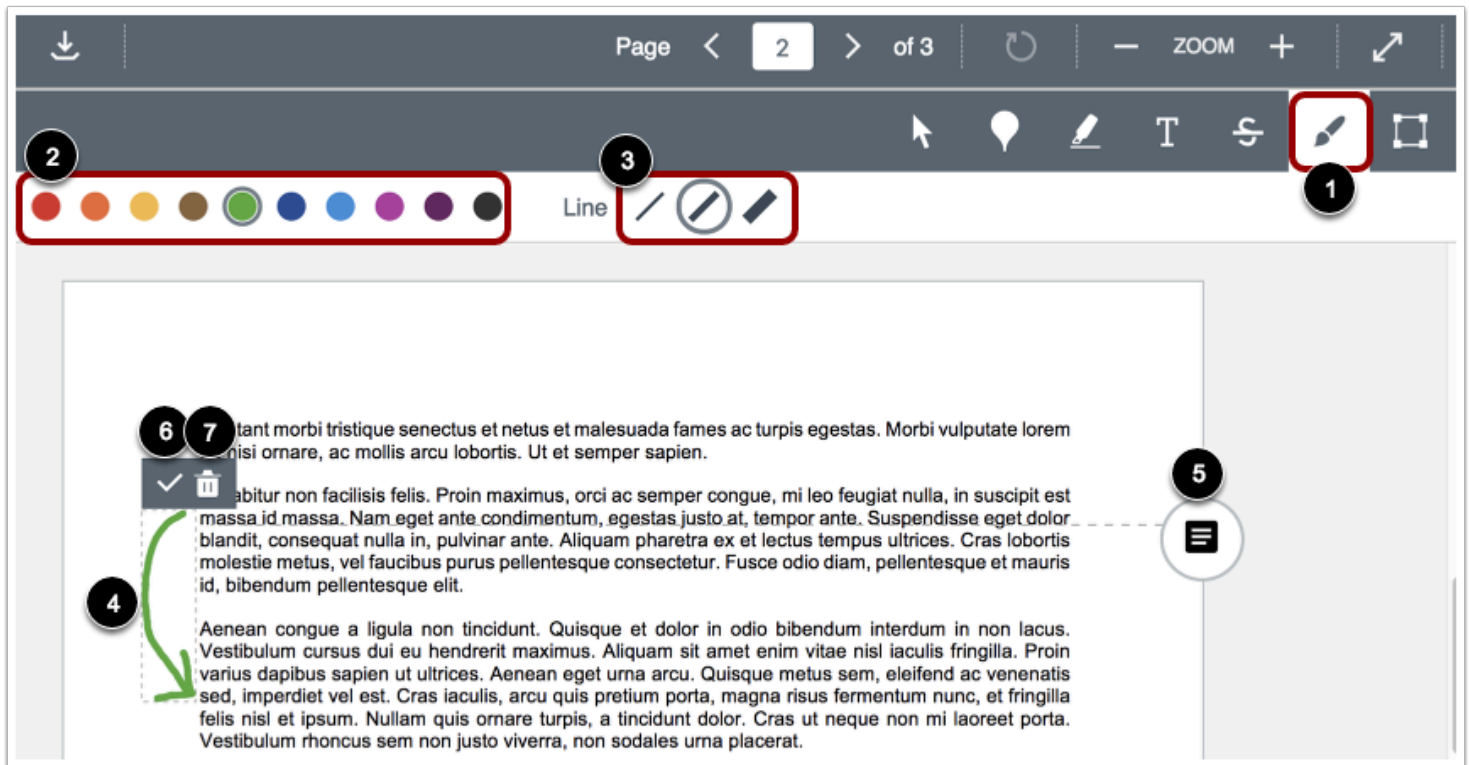 Page 2 of 3 ZOOM
T S
2
3
1
Line
6 7 tant morbi tristique senectus et netus et malesuada fames ac turpis egestas. Morbi vulputate lorem
nisi ornare, ac mollis arcu lobortis. Ut et semper sapien.
5
abitur non facilisis felis. Proin maximus, orci ac semper congue, mi leo feugiat nulla, in suscipit est
massa id massa. Nam eget ante condimentum, egestas justo at, tempor ante. Suspendisse eget dolor
blandit, consequat nulla in, pulvinar ante. Aliquam pharetra ex et lectus tempus ultrices. Cras lobortis
molestie metus, vel faucibus purus pellentesque consectetur. Fusce odio diam, pellentesque et mauris
id, bibendum pellentesque elit.
4
Aenean congue a ligula non tincidunt. Quisque et dolor in odio bibendum interdum in non lacus.
Vestibulum cursus dui eu hendrerit maximus. Aliquam sit amet enim vitae nisl iaculis fringilla. Proin
varius dapibus sapien ut ultrices. Aenean eget urna arcu. Quisque metus sem, eleifend ac venenatis
sed, imperdiet vel est. Cras iaculis, arcu quis pretium porta, magna risus fermentum nunc, et fringilla
felis nisl et ipsum. Nullam quis ornare turpis, a tincidunt dolor. Cras ut neque non mi laoreet porta.
Vestibulum rhoncus sem non justo viverra, non sodales urna placerat.